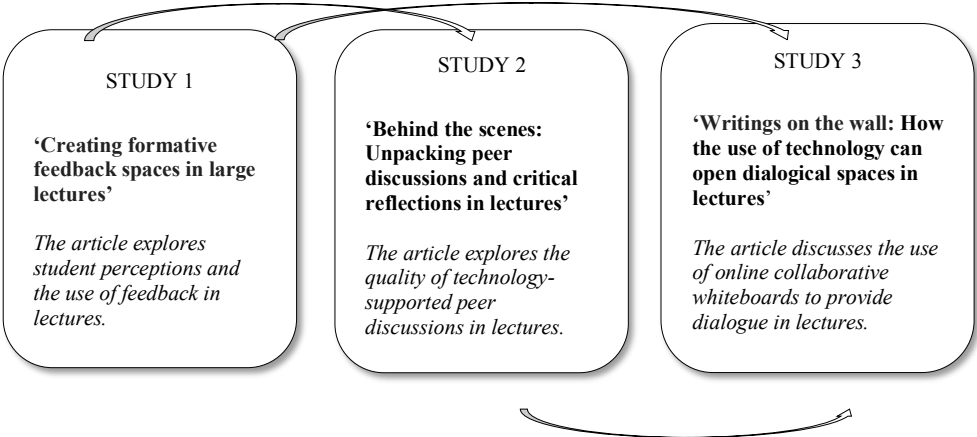 STUDY 1
‘Creating formative
feedback spaces in large
lectures’
The article explores
student perceptions and
the use of feedback in
lectures.
STUDY 2
‘Behind the scenes:
Unpacking peer
discussions and critical
reflections in lectures’
The article explores the
quality of technology-
supported peer
discussions in lectures.
STUDY 3
‘Writings on the wall: How
the use of technology can
open dialogical spaces in
lectures’
The article discusses the use
of online collaborative
whiteboards to provide
dialogue in lectures.